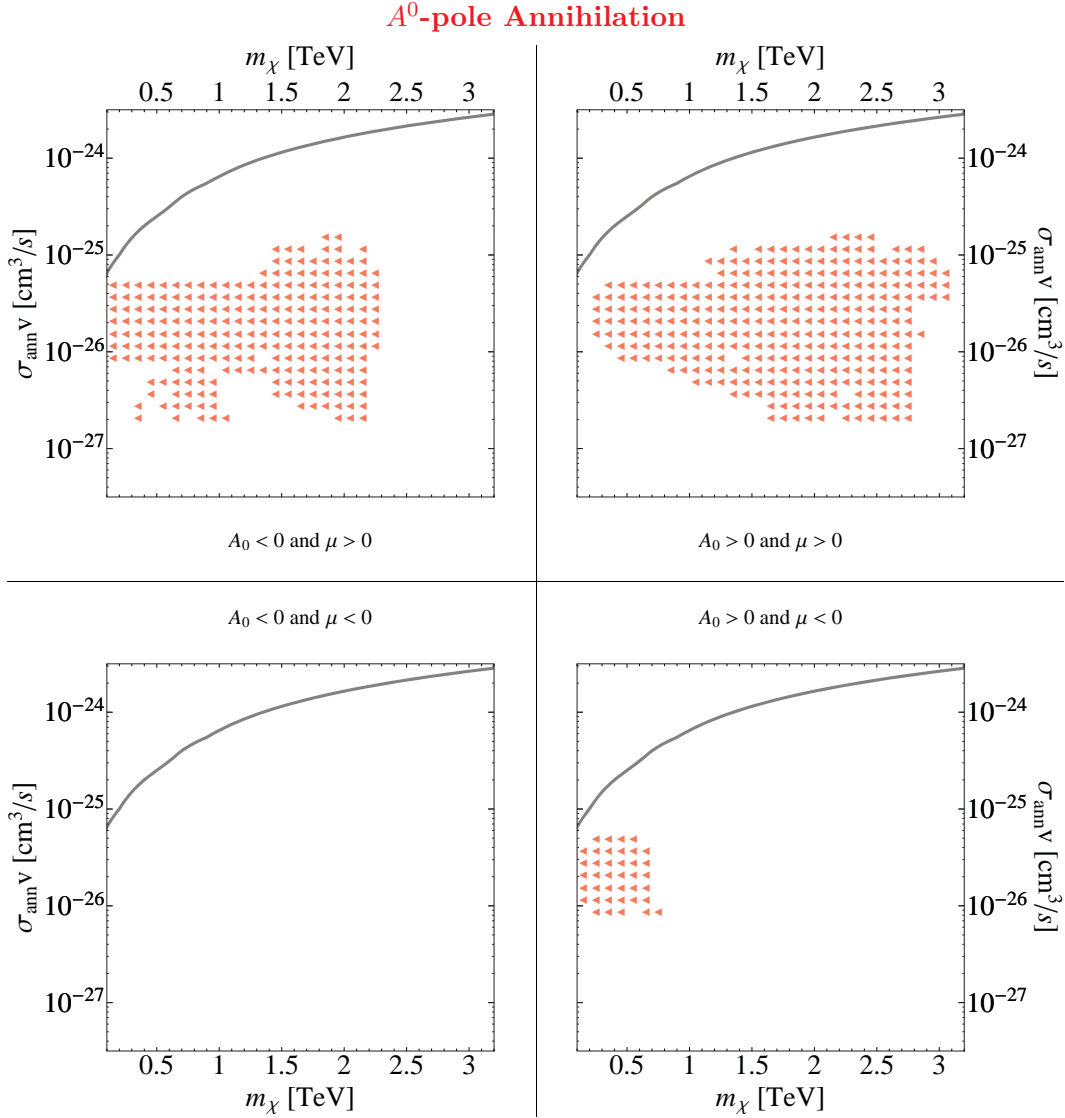 A⁰-pole Annihilation
m_χ [TeV] m_χ [TeV]
0.5 1 1.5 2 2.5 3 0.5 1 1.5 2 2.5 3
10⁻²⁴ 10⁻²⁴
10⁻²⁵ 10⁻²⁵
10⁻²⁶ 10⁻²⁶
10⁻²⁷ 10⁻²⁷
σ_ann v [cm³/s] σ_ann v [cm³/s]
A₀ < 0 and μ > 0 A₀ > 0 and μ > 0
A₀ < 0 and μ < 0 A₀ > 0 and μ < 0
10⁻²⁴ 10⁻²⁴
10⁻²⁵ 10⁻²⁵
10⁻²⁶ 10⁻²⁶
10⁻²⁷ 10⁻²⁷
σ_ann v [cm³/s] σ_ann v [cm³/s]
0.5 1 1.5 2 2.5 3 0.5 1 1.5 2 2.5 3
m_χ [TeV] m_χ [TeV]